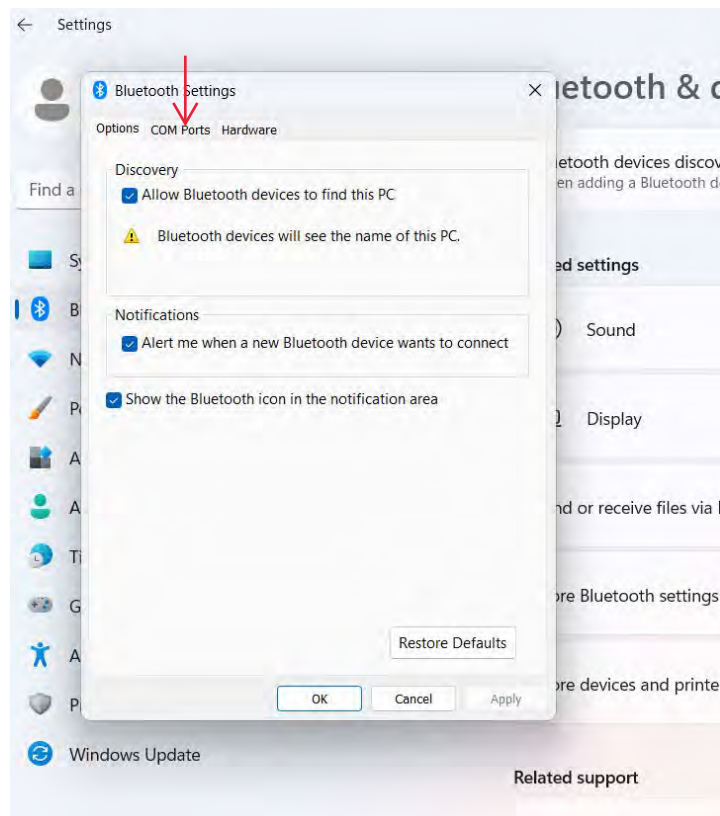 Settings
Bluetooth Settings
etooth & d
Options COM Ports Hardware
Discovery
Allow Bluetooth devices to find this PC
Bluetooth devices will see the name of this PC.
Notifications
Alert me when a new Bluetooth device wants to connect
Show the Bluetooth icon in the notification area
Restore Defaults
OK Cancel Apply
Find a
Windows Update
etooth devices discov
en adding a Bluetooth d
ed settings
Sound
Display
nd or receive files via
ore Bluetooth settings
ore devices and printe
Related support